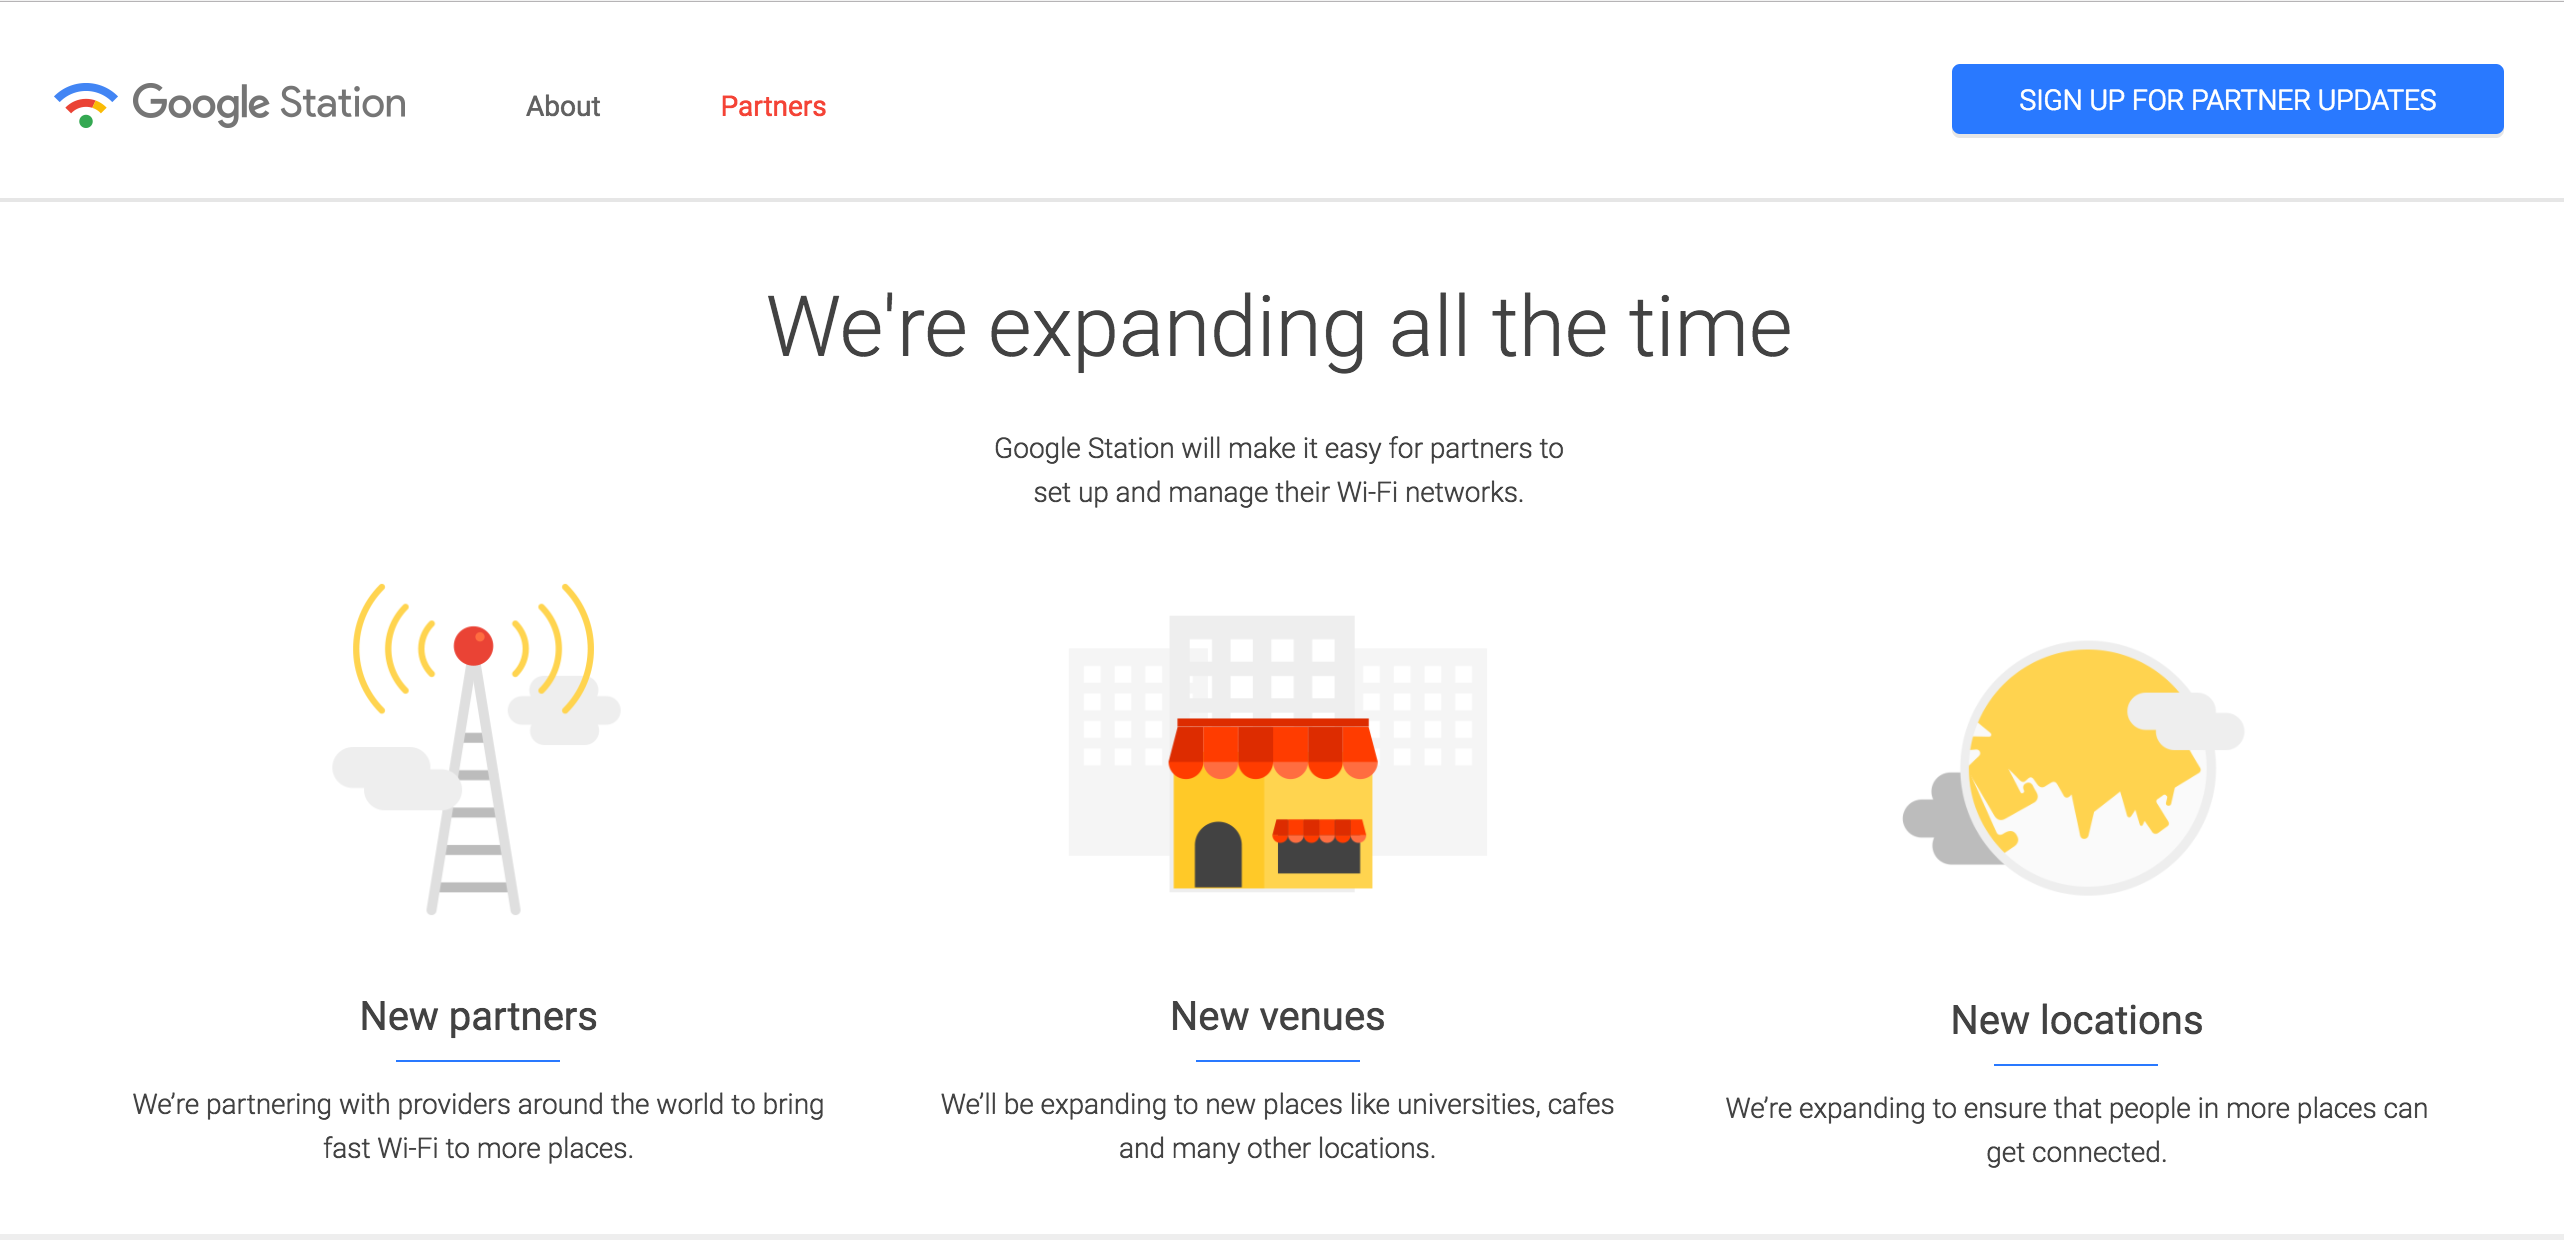 Google Station
About
Partners
SIGN UP FOR PARTNER UPDATES
We're expanding all the time
Google Station will make it easy for partners to
set up and manage their Wi-Fi networks.
New partners
We’re partnering with providers around the world to bring
fast Wi-Fi to more places.
New venues
We’ll be expanding to new places like universities, cafes
and many other locations.
New locations
We’re expanding to ensure that people in more places can
get connected.